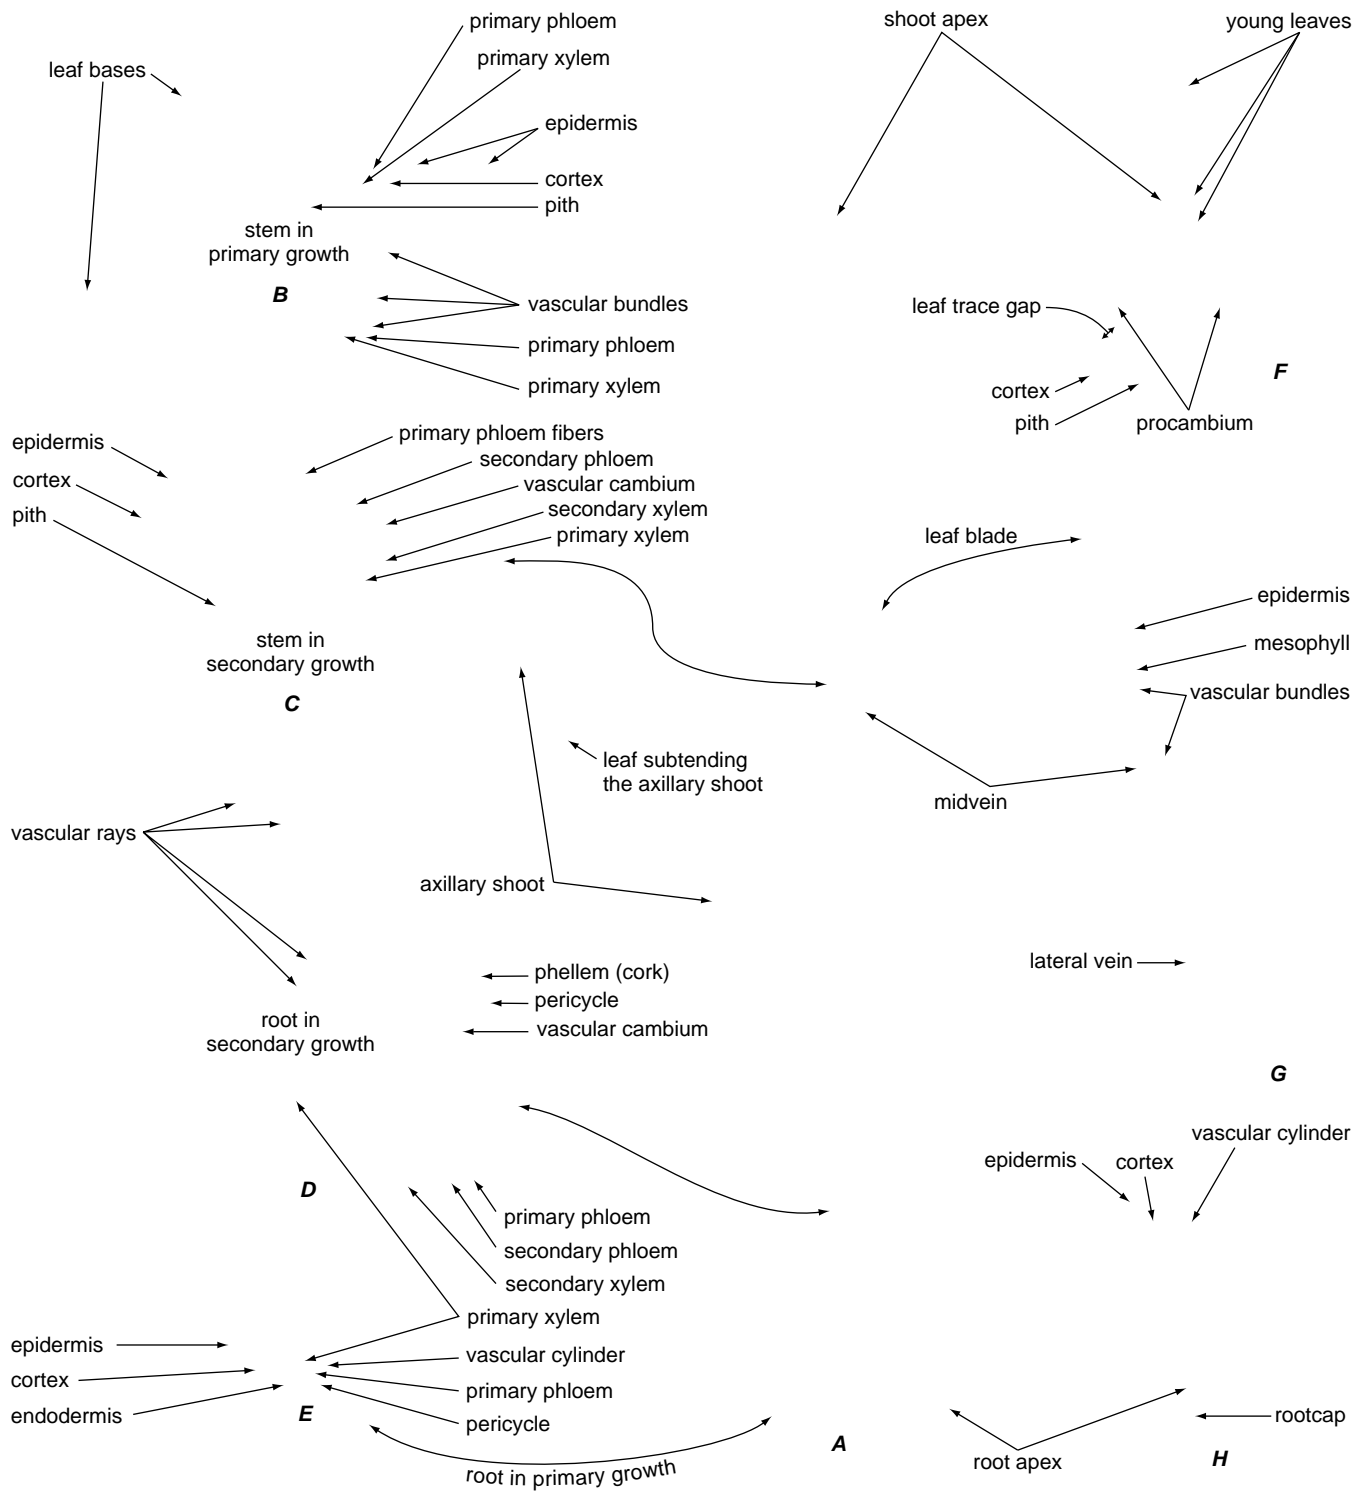 primary phloem
shoot apex
young leaves
primary xylem
leaf bases
epidermis
cortex
pith
stem in
primary growth
B
vascular bundles
primary phloem
primary xylem
leaf trace gap
F
cortex
pith
procambium
epidermis
cortex
pith
primary phloem fibers
secondary phloem
vascular cambium
secondary xylem
primary xylem
stem in
secondary growth
C
leaf blade
epidermis
mesophyll
vascular bundles
midvein
leaf subtending
the axillary shoot
vascular rays
axillary shoot
lateral vein
G
phellem (cork)
pericycle
vascular cambium
root in
secondary growth
D
primary phloem
secondary phloem
secondary xylem
primary xylem
vascular cylinder
primary phloem
pericycle
epidermis
cortex
endodermis
E
root in primary growth
A
epidermis
cortex
vascular cylinder
rootcap
root apex
H